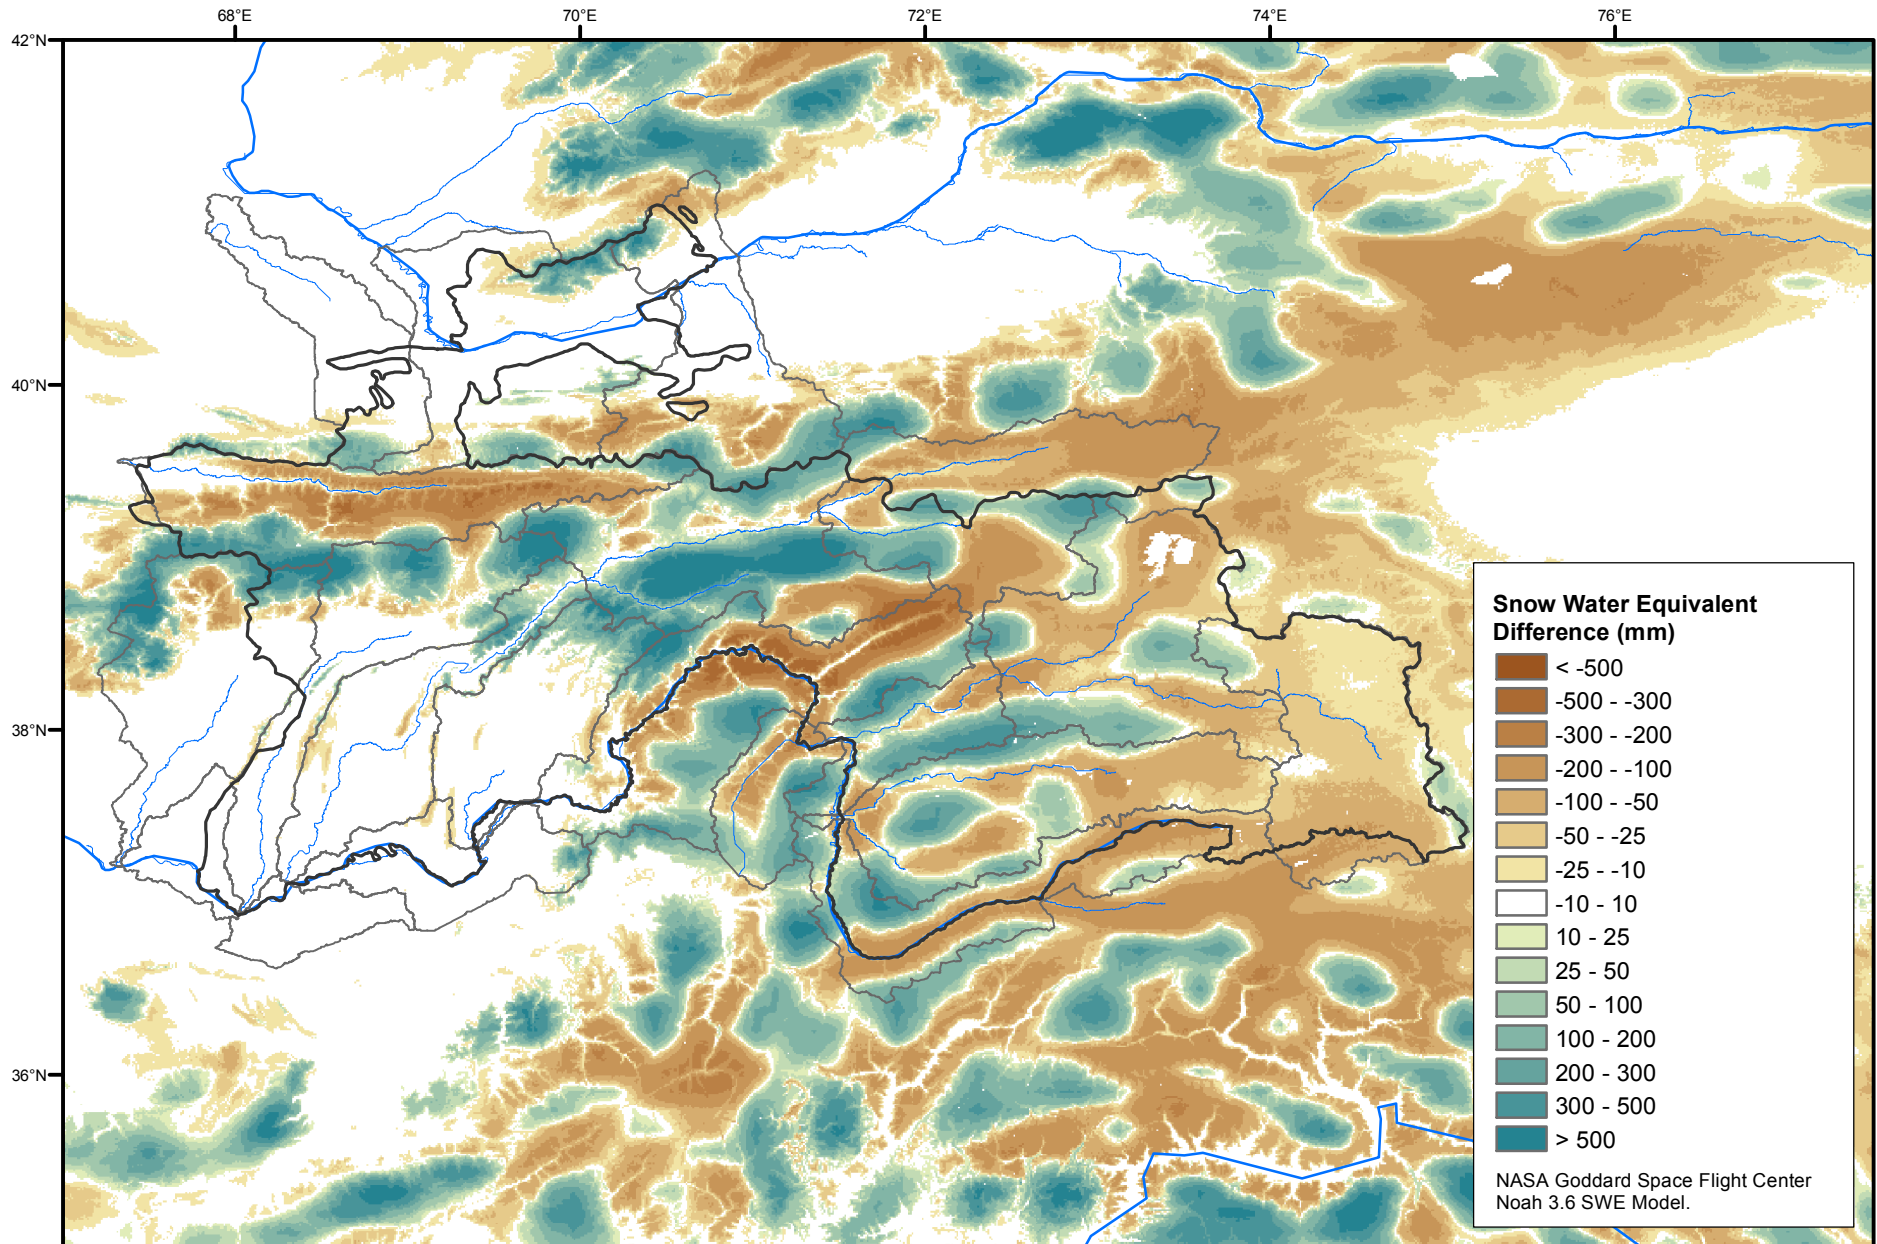 68°E
70°E
72°E
74°E
76°E
42°N
40°N
38°N
36°N
Snow Water Equivalent
Difference (mm)
< -500
-500 - -300
-300 - -200
-200 - -100
-100 - -50
-50 - -25
-25 - -10
-10 - 10
10 - 25
25 - 50
50 - 100
100 - 200
200 - 300
300 - 500
> 500
NASA Goddard Space Flight Center
Noah 3.6 SWE Model.